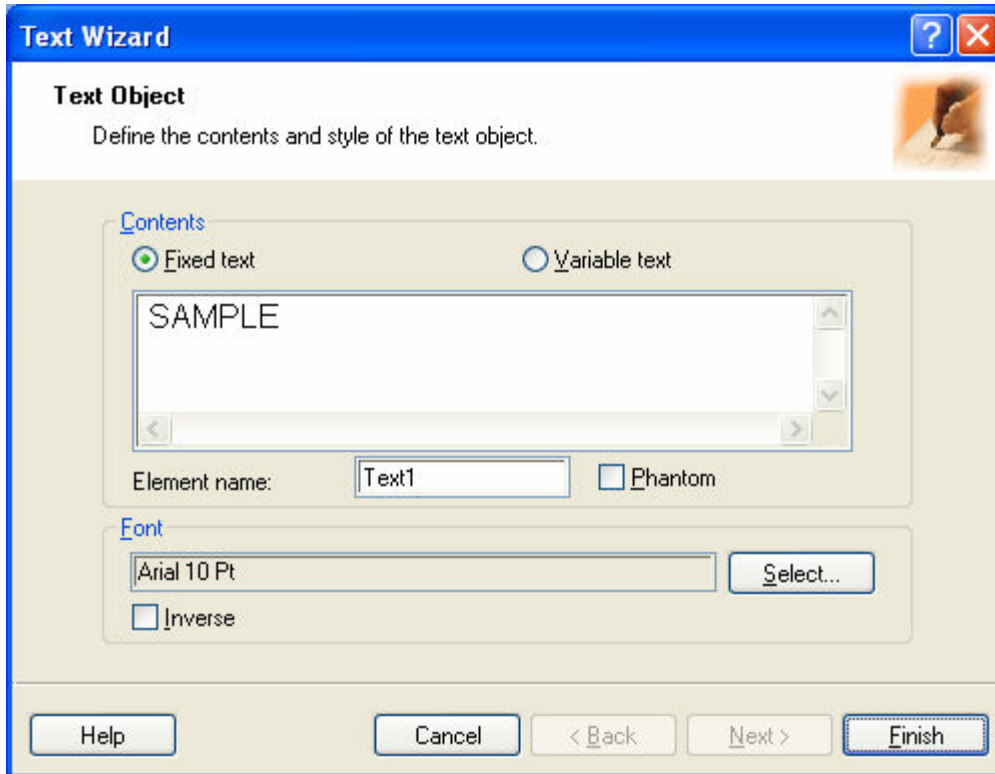 Text Wizard
Text Object
Define the contents and style of the text object.
Contents
Fixed text Variable text
SAMPLE
Element name: Text1 Phantom
Font
Arial 10 Pt Select...
Inverse
Help Cancel < Back Next > Finish